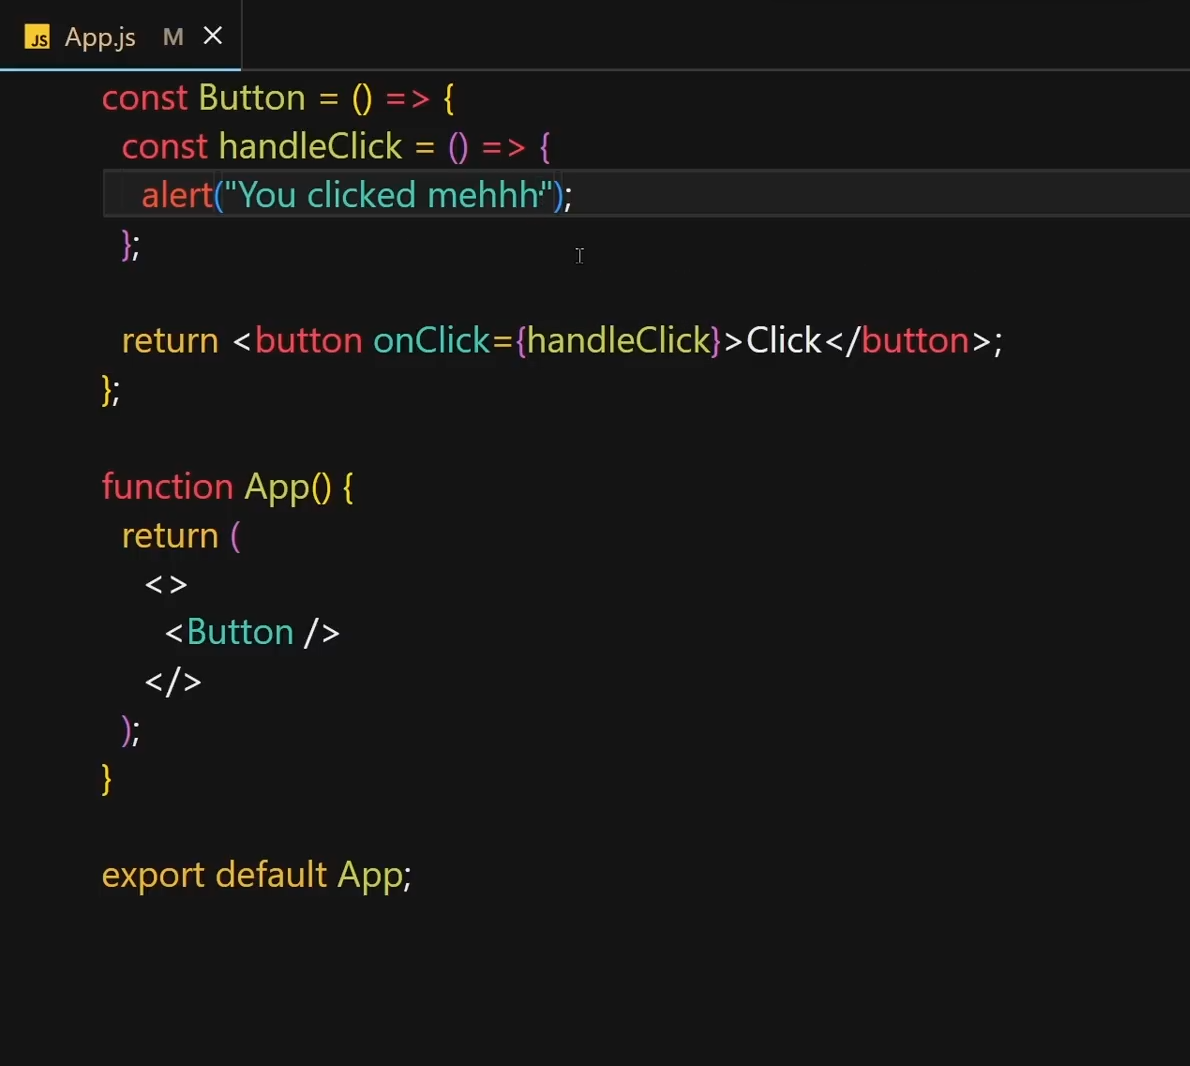 JS App.js M
const Button = () => {
const handleClick = () => {
alert("You clicked mehhh");
};
return <button onClick={handleClick}>Click</button>;
};
function App() {
return (
<>
<Button />
</>
);
}
export default App;